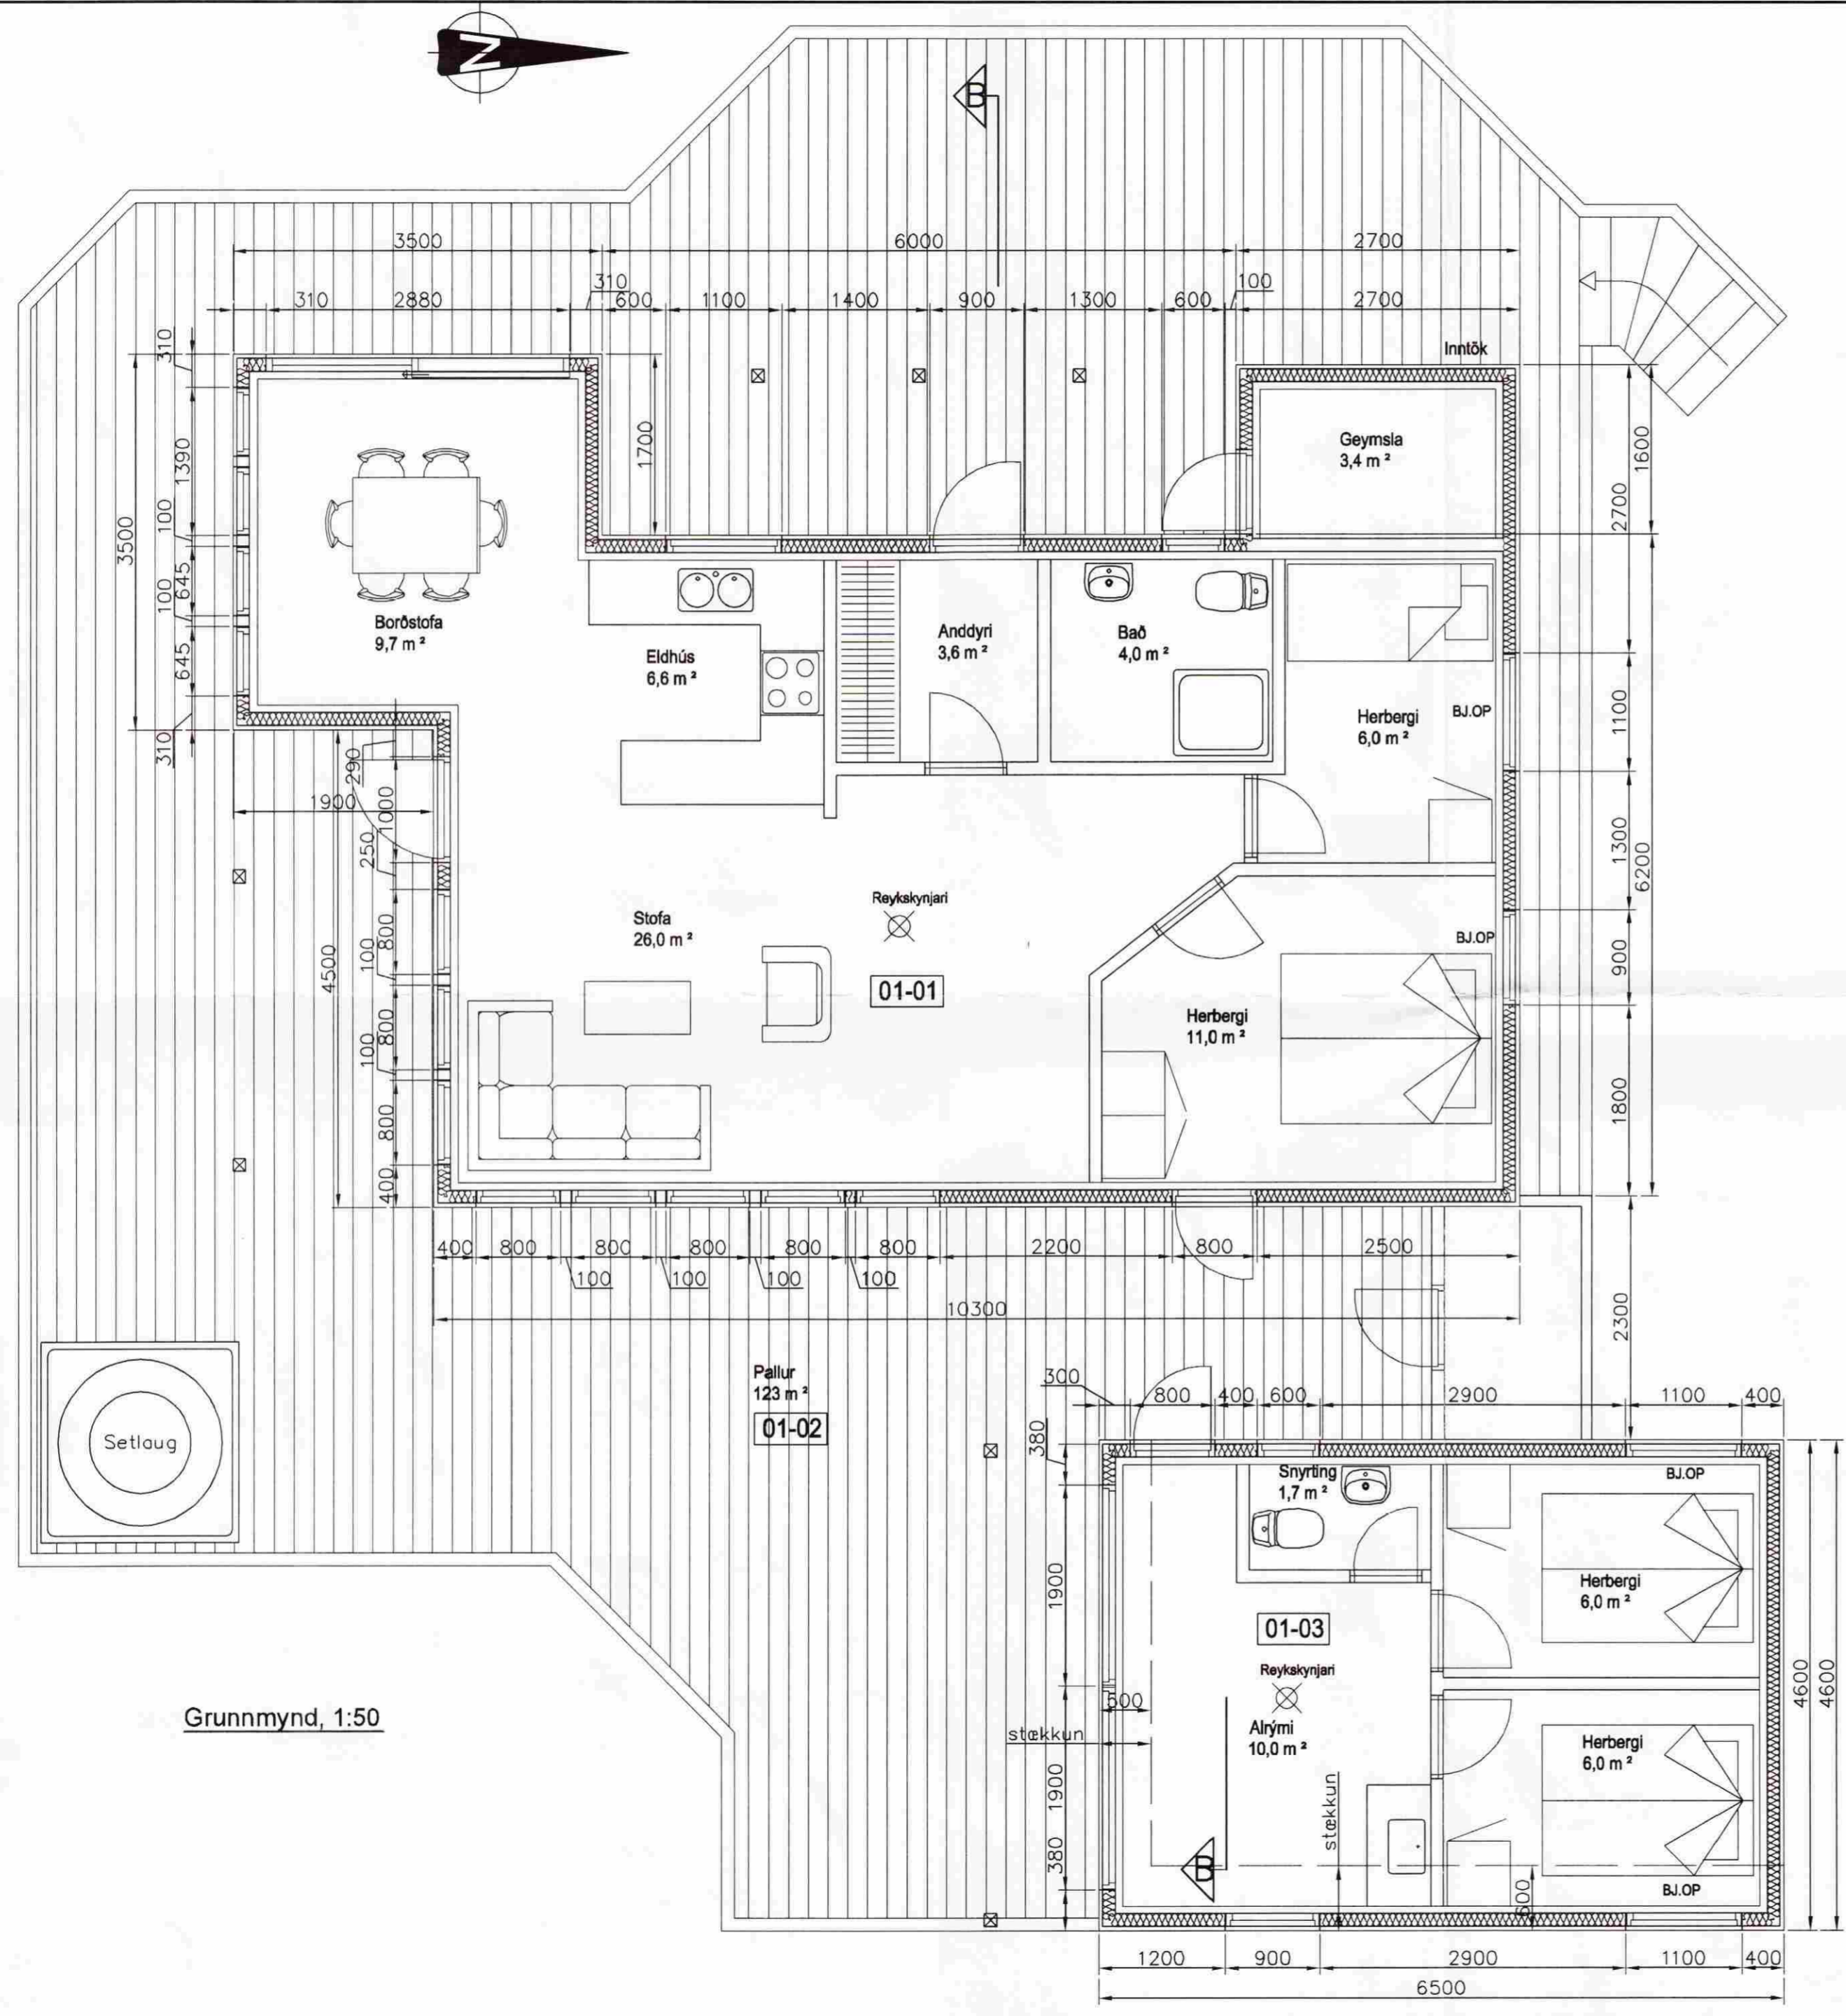 N
B
3500
6000
2700
310
2880
310
600
1100
1400
900
1300
600
100
2700
Inntök
310
1390
100
645
100
645
310
3500
1700
Geymsla
3,4 m²
1600
2700
6200
1100
1300
900
1800
2300
Borðstofa
9,7 m²
Eldhús
6,6 m²
Anddyri
3,6 m²
Bað
4,0 m²
Herbergi
6,0 m²
BJ.OP
290
1900
1000
250
800
100
800
100
800
400
4500
Stofa
26,0 m²
Reykskynjari
01-01
BJ.OP
Herbergi
11,0 m²
400
800
800
800
800
800
2200
800
2500
100
100
100
100
10300
Setlaug
Pallur
123 m²
01-02
300
800
400
600
2900
1100
400
380
1900
1900
380
Snyrting
1,7 m²
BJ.OP
Herbergi
6,0 m²
01-03
Reykskynjari
Alrými
10,0 m²
600
stækkun
stækkun
Herbergi
6,0 m²
BJ.OP
600
B
4600
4600
1200
900
2900
1100
400
6500
Grunnmynd, 1:50